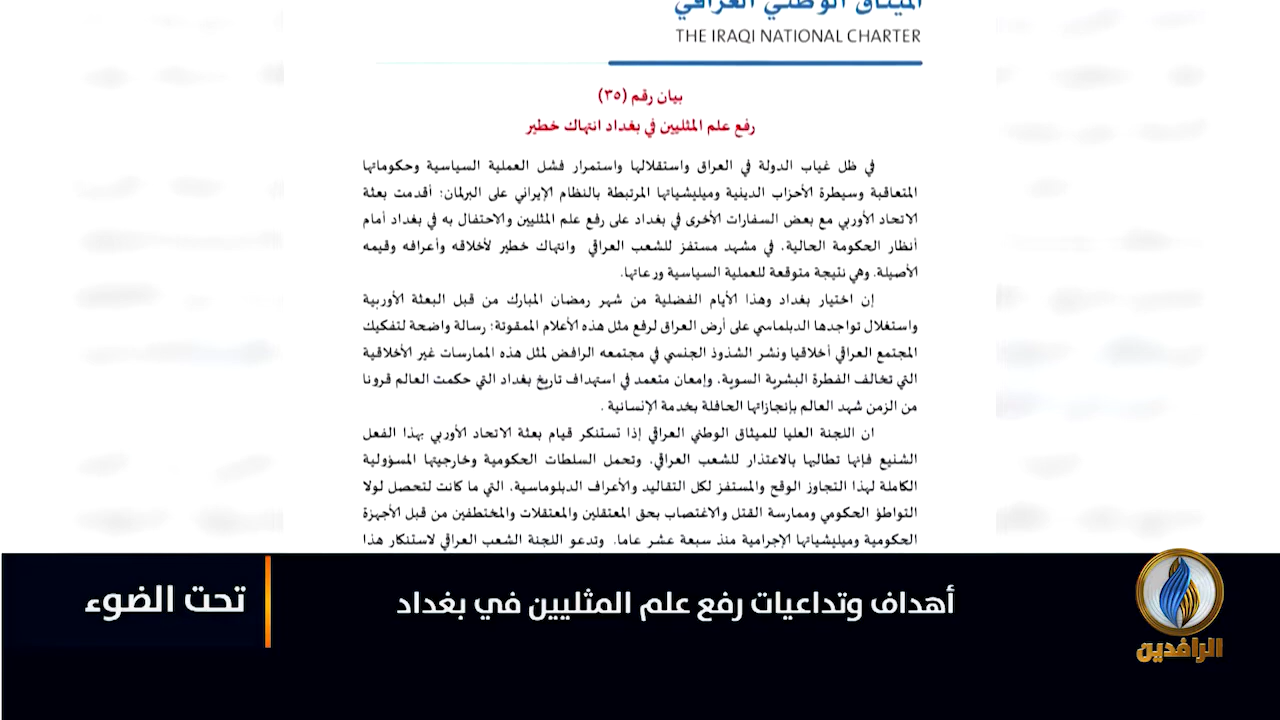 الميثاق الوطني العراقي
THE IRAQI NATIONAL CHARTER
بيان رقم (٣٥)
رفع علم المثليين في بغداد انتهاك خطير
في ظل غياب الدولة في العراق واستقلالها واستمرار فشل العملية السياسية وحكوماتها
المتعاقبة وسيطرة الأحزاب الدينية وميليشياتها المرتبطة بالنظام الإيراني على البرلمان؛ أقدمت بعثة
الاتحاد الأوربي مع بعض السفارات الأخرى في بغداد على رفع علم المثليين والاحتفال به في بغداد أمام
أنظار الحكومة الحالية، في مشهد مستفز للشعب العراقي وانتهاك خطير لأخلاقه وأعرافه وقيمه
الأصيلة. وهي نتيجة متوقعة للعملية السياسية ورعاتها.
إن اختيار بغداد وهذا الأيام الفضلية من شهر رمضان المبارك من قبل البعثة الأوربية
واستغلال تواجدها الدبلماسي على أرض العراق لرفع مثل هذه الأعلام الممقوتة؛ رسالة واضحة لتفكيك
المجتمع العراقي أخلاقيا ونشر الشذوذ الجنسي في مجتمعه الرافض لمثل هذه الممارسات غير الأخلاقية
التي تخالف الفطرة البشرية السوية، وإمعان متعمد في استهداف تاريخ بغداد التي حكمت العالم قرونا
من الزمن شهد العالم بإنجازاتها الحافلة بخدمة الإنسانية .
ان اللجنة العليا للميثاق الوطني العراقي إذا تستنكر قيام بعثة الاتحاد الأوربي بهذا الفعل
الشنيع فإنها تطالبها بالاعتذار للشعب العراقي، وتحمل السلطات الحكومية وخارجيتها المسؤولية
الكاملة لهذا التجاوز الوقح والمستفز لكل التقاليد والأعراف الدبلوماسية، التي ما كانت لتحصل لولا
التواطؤ الحكومي وممارسة القتل والاغتصاب بحق المعتقلين والمعتقلات والمختطفين من قبل الأجهزة
الحكومية وميليشياتها الإجرامية منذ سبعة عشر عاما. وتدعو اللجنة الشعب العراقي لاستنكار هذا
أهداف وتداعيات رفع علم المثليين في بغداد
تحت الضوء
الرافدين